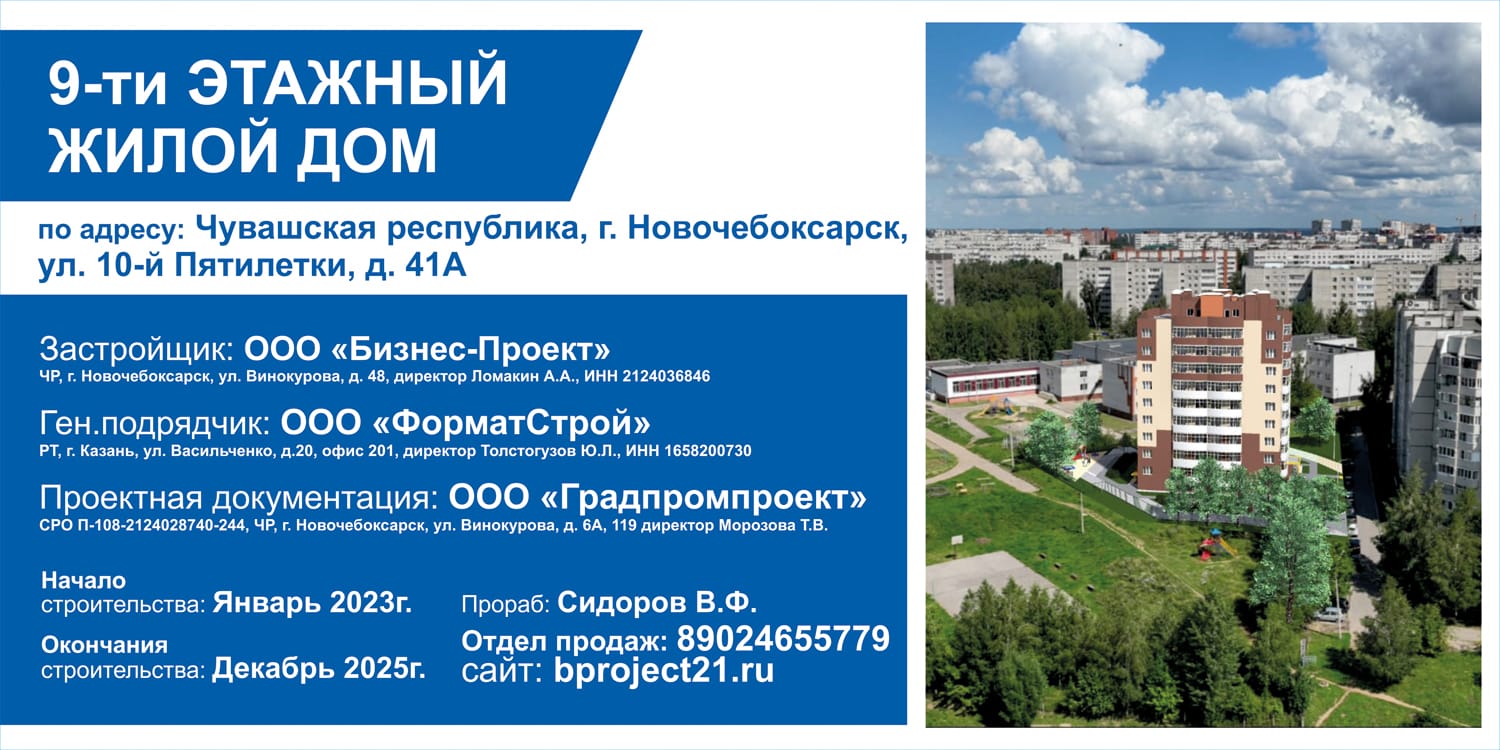 9-ти ЭТАЖНЫЙ
ЖИЛОЙ ДОМ
по адресу: Чувашская республика, г. Новочебоксарск,
ул. 10-й Пятилетки, д. 41А
Застройщик: ООО «Бизнес-Проект»
ЧР, г. Новочебоксарск, ул. Винокурова, д. 48, директор Ломакин А.А., ИНН 2124036846
Ген.подрядчик: ООО «ФорматСтрой»
РТ, г. Казань, ул. Васильченко, д.20, офис 201, директор Толстогузов Ю.Л., ИНН 1658200730
Проектная документация: ООО «Градпромпроект»
СРО П-108-2124028740-244, ЧР, г. Новочебоксарск, ул. Винокурова, д. 6А, 119 директор Морозова Т.В.
Начало
строительства: Январь 2023г.
Окончания
строительства: Декабрь 2025г.
Прораб: Сидоров В.Ф.
Отдел продаж: 89024655779
сайт: bproject21.ru